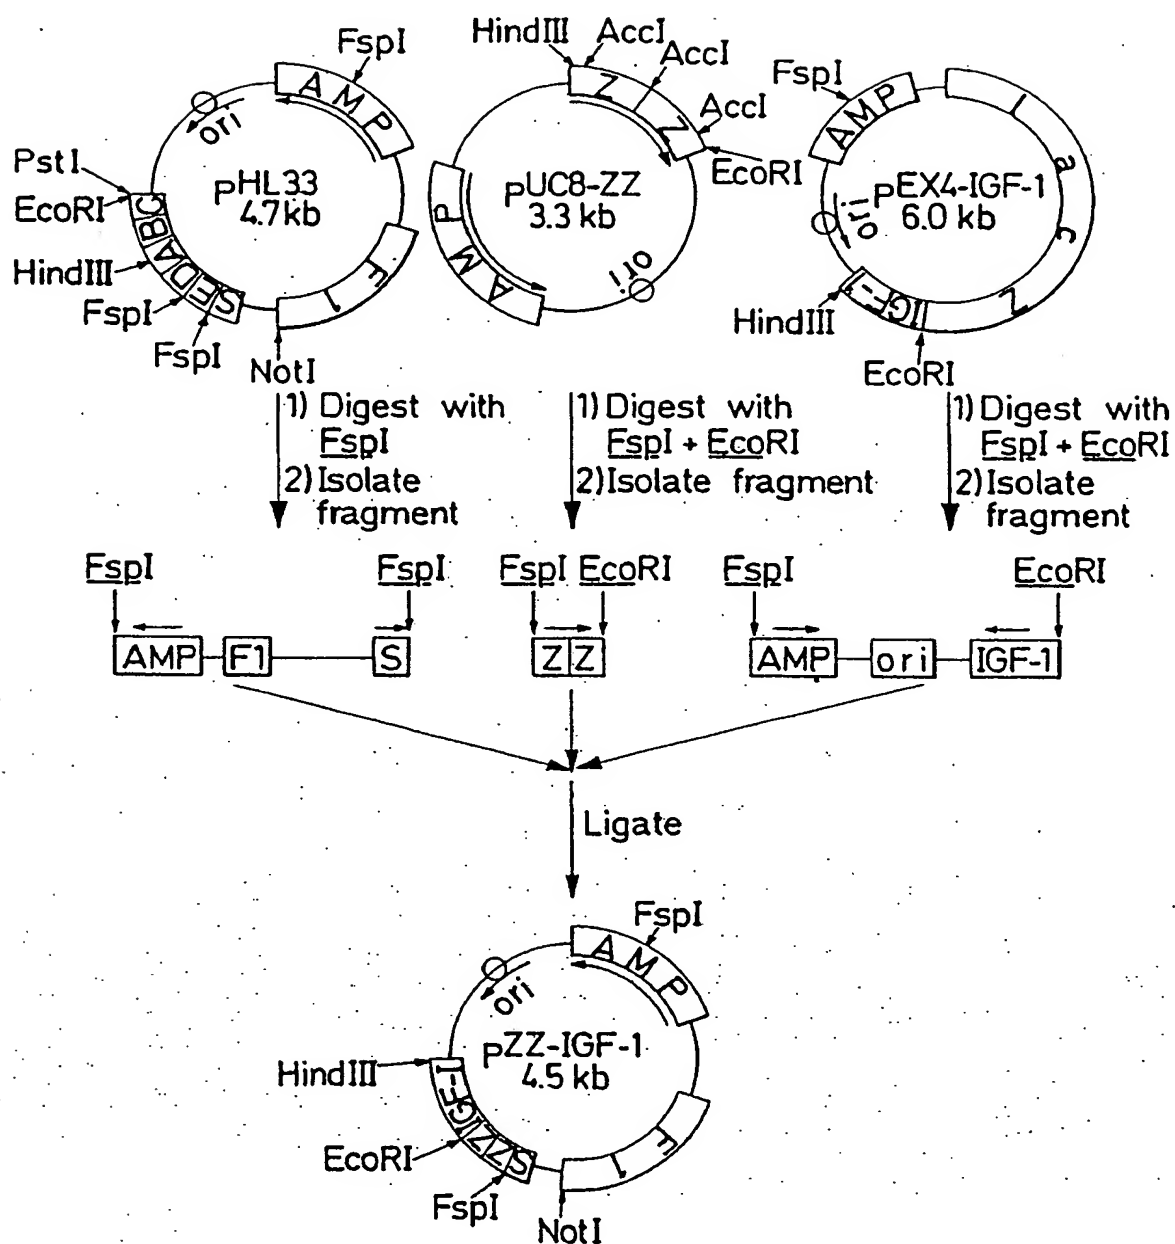 FspI
AMP
ori
pHL33
4.7 kb
PstI
EcoRI
HindIII
FspI
FspI
GBADES
F1
NotI
HindIII
AccI
AccI
AccI
EcoRI
Z Z
pUC8-ZZ
3.3 kb
AMP
ori
FspI
AMP
lacZ
pEX4-IGF-1
6.0 kb
ori
HindIII
IGF-1
EcoRI
1) Digest with
FspI
2) Isolate
fragment
1) Digest with
FspI + EcoRI
2) Isolate fragment
1) Digest with
FspI + EcoRI
2) Isolate
fragment
FspI FspI
AMP F1 S
FspI EcoRI
Z Z
FspI EcoRI
AMP ori IGF-1
Ligate
FspI
AMP
ori
pZZ-IGF-1
4.5 kb
HindIII
EcoRI
FspI
SZZIGF-1
F1
NotI